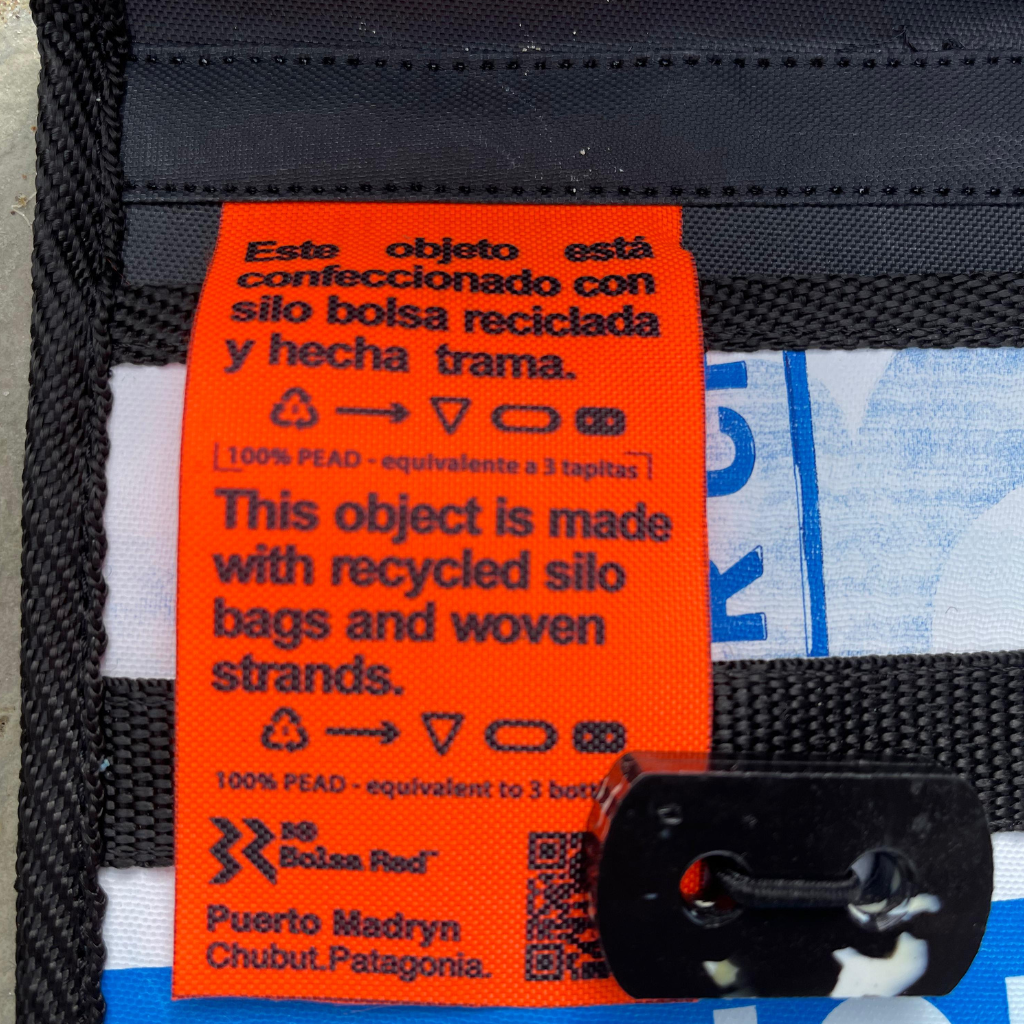 Este objeto está
confeccionado con
silo bolsa reciclada
y hecha trama.
100% PEAD - equivalente a 3 tapitas
This object is made
with recycled silo
bags and woven
strands.
100% PEAD - equivalent to 3
Bolsa Red™
Puerto Madryn
Chubut.Patagonia.
R